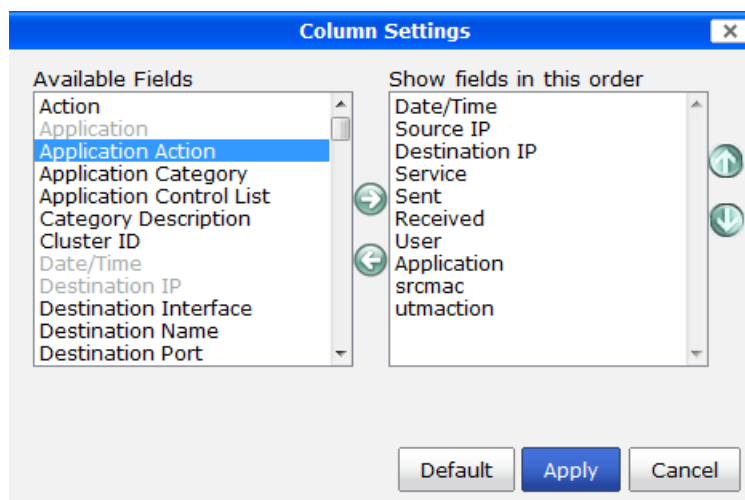 Column Settings
Available Fields
Action
Application
Application Action
Application Category
Application Control List
Category Description
Cluster ID
Date/Time
Destination IP
Destination Interface
Destination Name
Destination Port
Show fields in this order
Date/Time
Source IP
Destination IP
Service
Sent
Received
User
Application
srcmac
utmaction
Default
Apply
Cancel